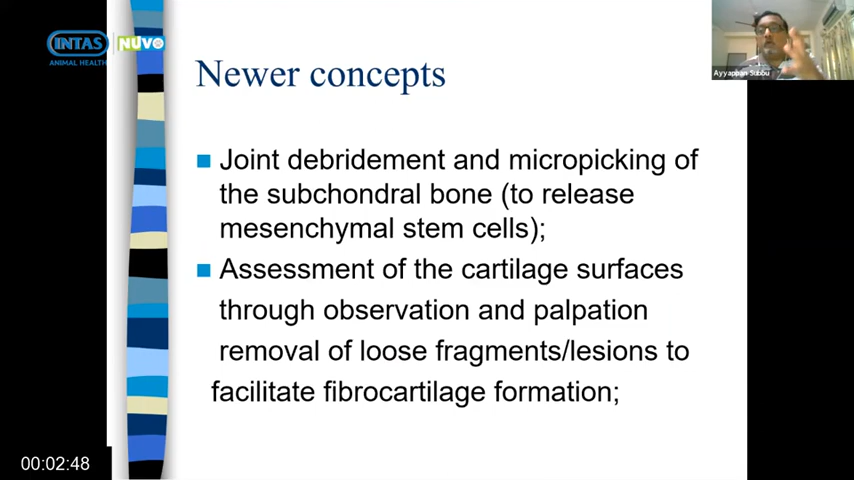 INTAS
NUVO
ANIMAL HEALTH
Ayyappan Subou
Newer concepts
Joint debridement and micropicking of
the subchondral bone (to release
mesenchymal stem cells);
Assessment of the cartilage surfaces
through observation and palpation
removal of loose fragments/lesions to
facilitate fibrocartilage formation;
00:02:48